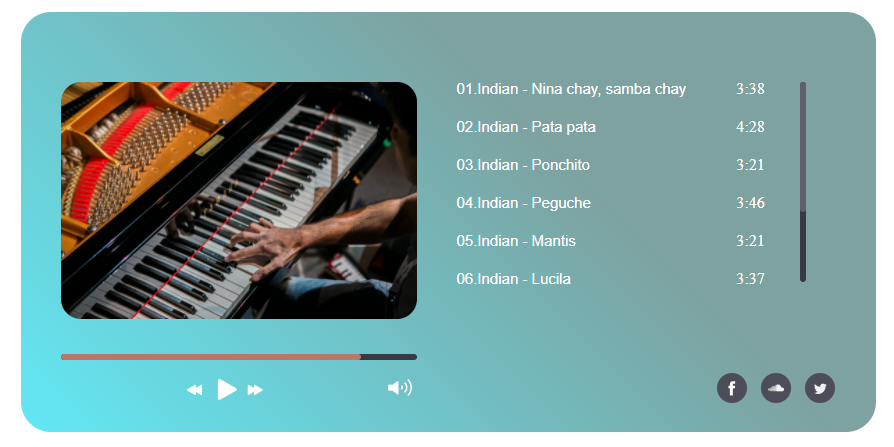 01.Indian - Nina chay, samba chay 3:38
02.Indian - Pata pata 4:28
03.Indian - Ponchito 3:21
04.Indian - Peguche 3:46
05.Indian - Mantis 3:21
06.Indian - Lucila 3:37